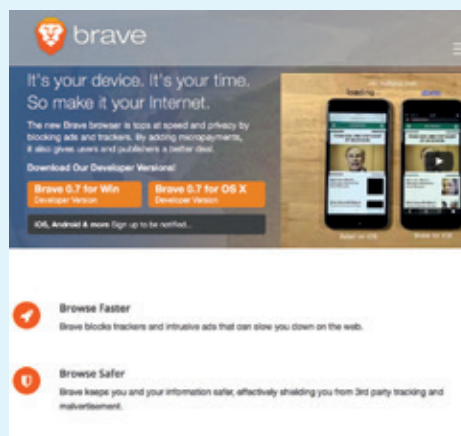 brave
It's your device. It's your time.
So make it your Internet.
The new Brave browser is tops at speed and privacy by
blocking ads and trackers. By adding micropayments,
it also gives users and publishers a better deal.
Download Our Developer Versions!
Brave 0.7 for Win
Developer Version
Brave 0.7 for OS X
Developer Version
iOS, Android & more Sign up to be notified...
loading...
Browse Faster
Brave blocks trackers and intrusive ads that can slow you down on the web.
Browse Safer
Brave keeps you and your information safer, effectively shielding you from 3rd party tracking and
malvertisement.